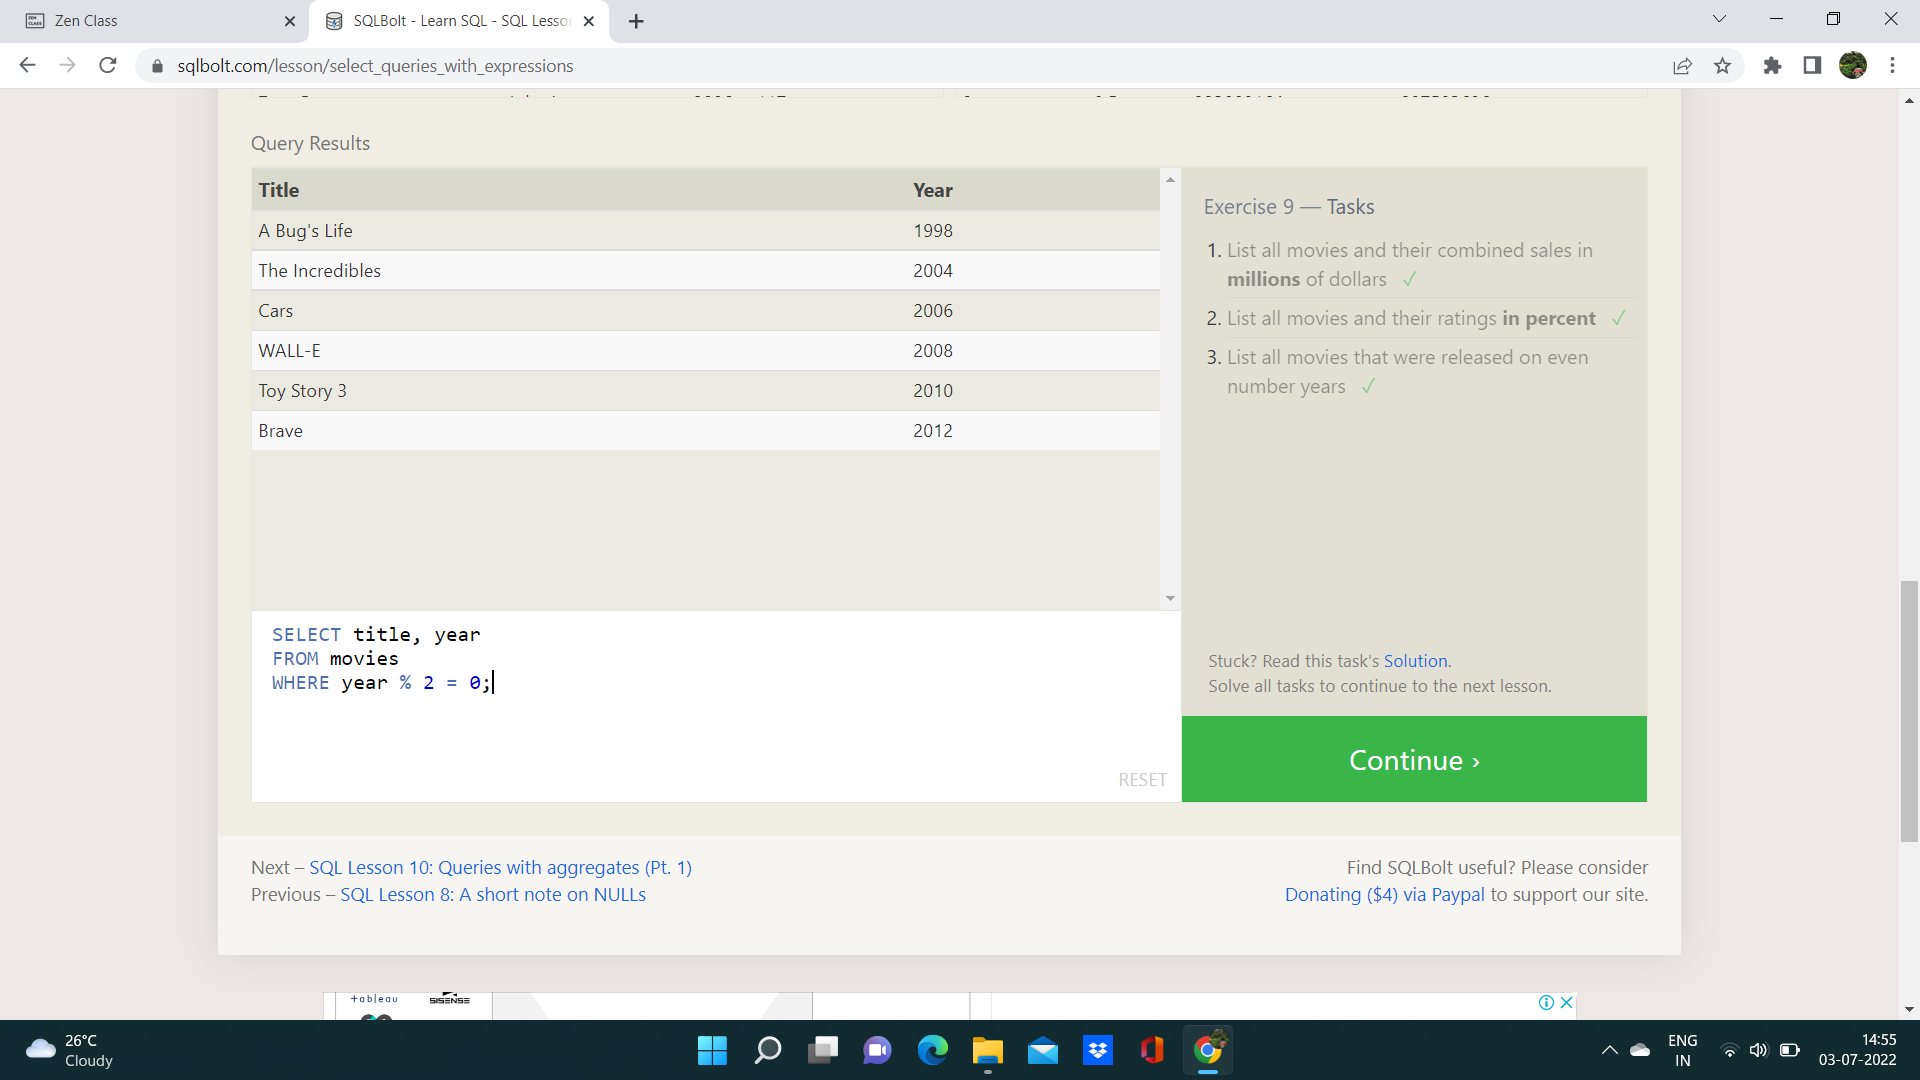 Zen Class
SQLBolt - Learn SQL - SQL Lesso
sqlbolt.com/lesson/select_queries_with_expressions
Query Results
Title Year
A Bug's Life 1998
The Incredibles 2004
Cars 2006
WALL-E 2008
Toy Story 3 2010
Brave 2012
SELECT title, year
FROM movies
WHERE year % 2 = 0;
RESET
Exercise 9 — Tasks
1. List all movies and their combined sales in
millions of dollars ✓
2. List all movies and their ratings in percent ✓
3. List all movies that were released on even
number years ✓
Stuck? Read this task's Solution.
Solve all tasks to continue to the next lesson.
Continue ›
Next – SQL Lesson 10: Queries with aggregates (Pt. 1)
Previous – SQL Lesson 8: A short note on NULLs
Find SQLBolt useful? Please consider
Donating ($4) via Paypal to support our site.
+ableau
SISENSE
26°C
Cloudy
ENG
IN
14:55
03-07-2022